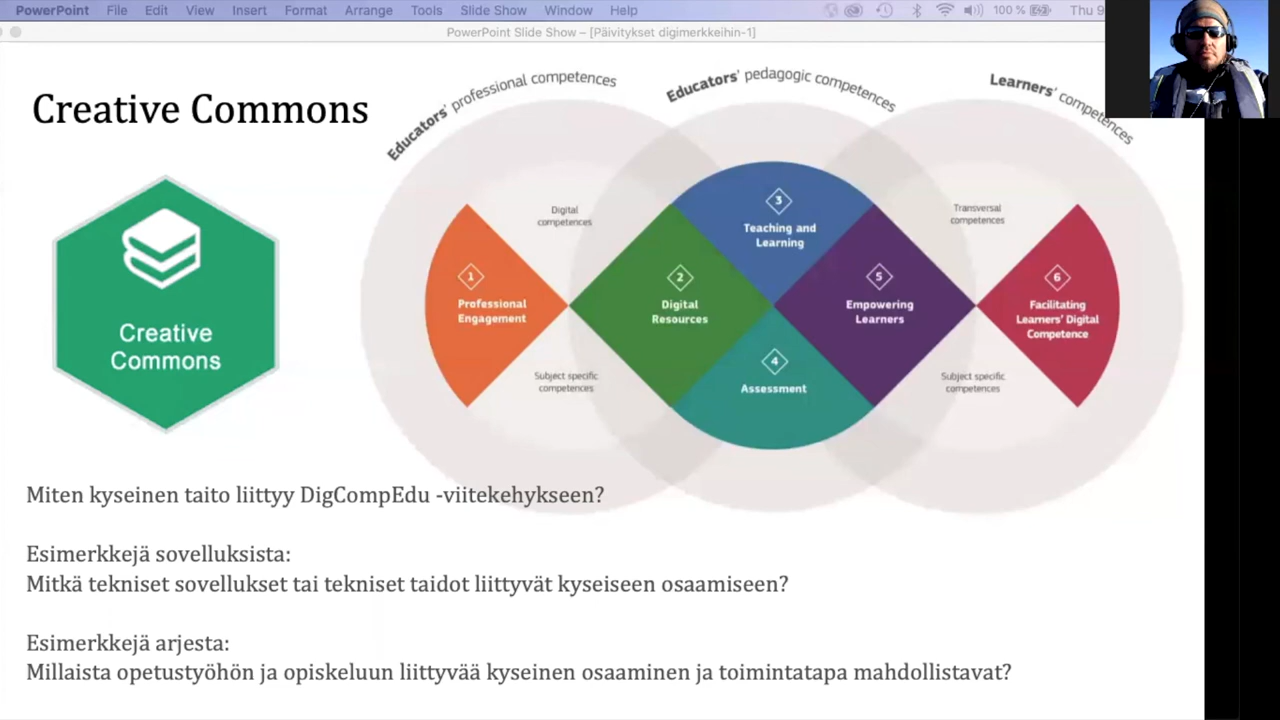 PowerPoint File Edit View Insert Format Arrange Tools Slide Show Window Help 100 % Thu 9
PowerPoint Slide Show – [Päivitykset digimerkkeihin-1]
Creative Commons
Educators' professional competences
Educators' pedagogic competences
Learners' competences
Creative
Commons
Digital
competences
Transversal
competences
1
Professional
Engagement
2
Digital
Resources
3
Teaching and
Learning
4
Assessment
5
Empowering
Learners
6
Facilitating
Learners' Digital
Competence
Subject specific
competences
Subject specific
competences
Miten kyseinen taito liittyy DigCompEdu -viitekehykseen?
Esimerkkejä sovelluksista:
Mitkä tekniset sovellukset tai tekniset taidot liittyvät kyseiseen osaamiseen?
Esimerkkejä arjesta:
Millaista opetustyöhön ja opiskeluun liittyvää kyseinen osaaminen ja toimintatapa mahdollistavat?